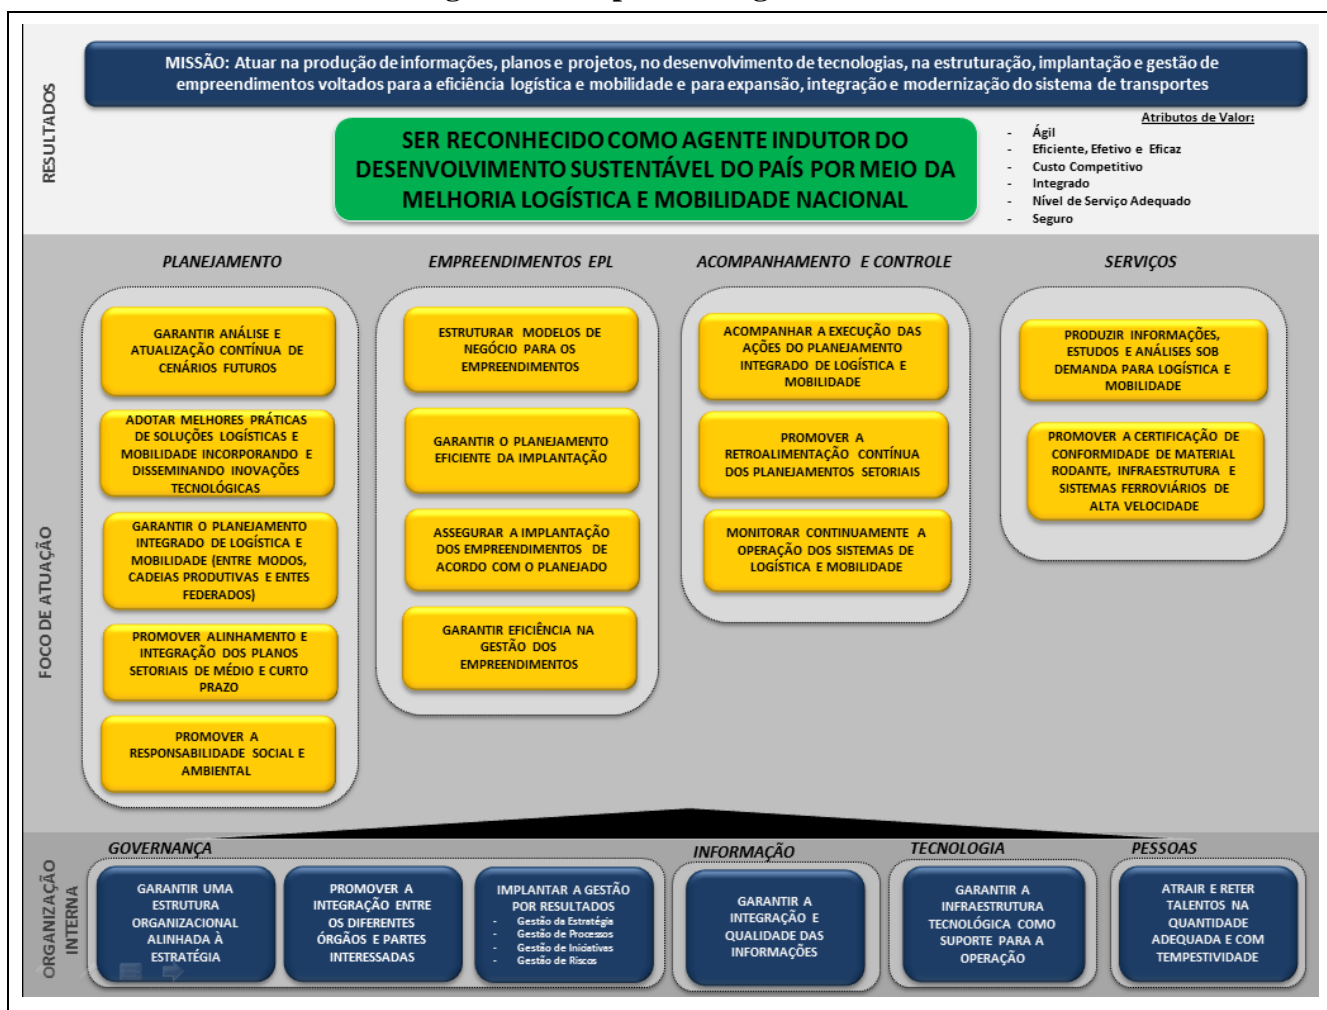 RESULTADOS
MISSÃO: Atuar na produção de informações, planos e projetos, no desenvolvimento de tecnologias, na estruturação, implantação e gestão de
empreendimentos voltados para a eficiência logística e mobilidade e para expansão, integração e modernização do sistema de transportes
SER RECONHECIDO COMO AGENTE INDUTOR DO
DESENVOLVIMENTO SUSTENTÁVEL DO PAÍS POR MEIO DA
MELHORIA LOGÍSTICA E MOBILIDADE NACIONAL
Atributos de Valor:
- Ágil
- Eficiente, Efetivo e Eficaz
- Custo Competitivo
- Integrado
- Nível de Serviço Adequado
- Seguro
FOCO DE ATUAÇÃO
PLANEJAMENTO
GARANTIR ANÁLISE E
ATUALIZAÇÃO CONTÍNUA DE
CENÁRIOS FUTUROS
ADOTAR MELHORES PRÁTICAS
DE SOLUÇÕES LOGÍSTICAS E
MOBILIDADE INCORPORANDO E
DISSEMINANDO INOVAÇÕES
TECNOLÓGICAS
GARANTIR O PLANEJAMENTO
INTEGRADO DE LOGÍSTICA E
MOBILIDADE (ENTRE MODOS,
CADEIAS PRODUTIVAS E ENTES
FEDERADOS)
PROMOVER ALINHAMENTO E
INTEGRAÇÃO DOS PLANOS
SETORIAIS DE MÉDIO E CURTO
PRAZO
PROMOVER A
RESPONSABILIDADE SOCIAL E
AMBIENTAL
EMPREENDIMENTOS EPL
ESTRUTURAR MODELOS DE
NEGÓCIO PARA OS
EMPREENDIMENTOS
GARANTIR O PLANEJAMENTO
EFICIENTE DA IMPLANTAÇÃO
ASSEGURAR A IMPLANTAÇÃO
DOS EMPREENDIMENTOS DE
ACORDO COM O PLANEJADO
GARANTIR EFICIÊNCIA NA
GESTÃO DOS
EMPREENDIMENTOS
ACOMPANHAMENTO E CONTROLE
ACOMPANHAR A EXECUÇÃO DAS
AÇÕES DO PLANEJAMENTO
INTEGRADO DE LOGÍSTICA E
MOBILIDADE
PROMOVER A
RETROALIMENTAÇÃO CONTÍNUA
DOS PLANEJAMENTOS SETORIAIS
MONITORAR CONTINUAMENTE A
OPERAÇÃO DOS SISTEMAS DE
LOGÍSTICA E MOBILIDADE
SERVIÇOS
PRODUZIR INFORMAÇÕES,
ESTUDOS E ANÁLISES SOB
DEMANDA PARA LOGÍSTICA E
MOBILIDADE
PROMOVER A CERTIFICAÇÃO DE
CONFORMIDADE DE MATERIAL
RODANTE, INFRAESTRUTURA E
SISTEMAS FERROVIÁRIOS DE
ALTA VELOCIDADE
ORGANIZAÇÃO
INTERNA
GOVERNANÇA
GARANTIR UMA
ESTRUTURA
ORGANIZACIONAL
ALINHADA À
ESTRATÉGIA
PROMOVER A
INTEGRAÇÃO ENTRE
OS DIFERENTES
ÓRGÃOS E PARTES
INTERESSADAS
IMPLANTAR A GESTÃO
POR RESULTADOS
- Gestão da Estratégia
- Gestão de Processos
- Gestão de Iniciativas
- Gestão de Riscos
INFORMAÇÃO
GARANTIR A
INTEGRAÇÃO E
QUALIDADE DAS
INFORMAÇÕES
TECNOLOGIA
GARANTIR A
INFRAESTRUTURA
TECNOLÓGICA COMO
SUPORTE PARA A
OPERAÇÃO
PESSOAS
ATRAIR E RETER
TALENTOS NA
QUANTIDADE
ADEQUADA E COM
TEMPESTIVIDADE